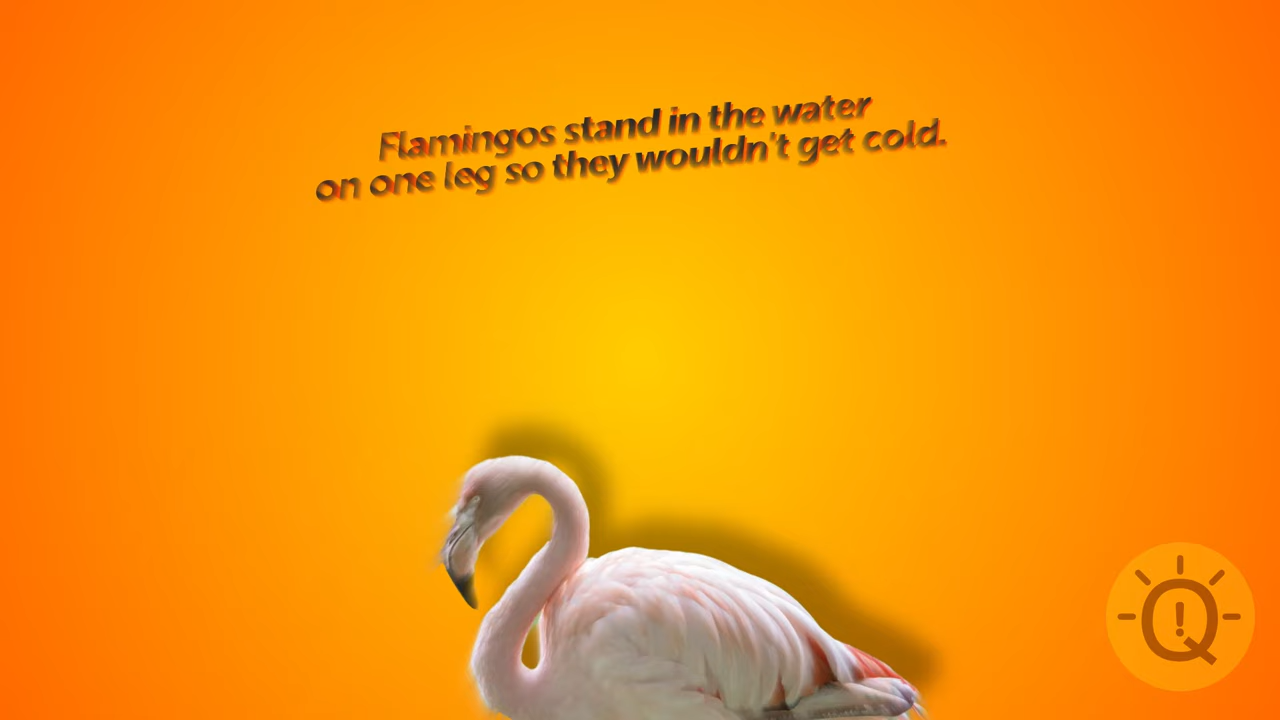 Flamingos stand in the water
on one leg so they wouldn't get cold.
Q!